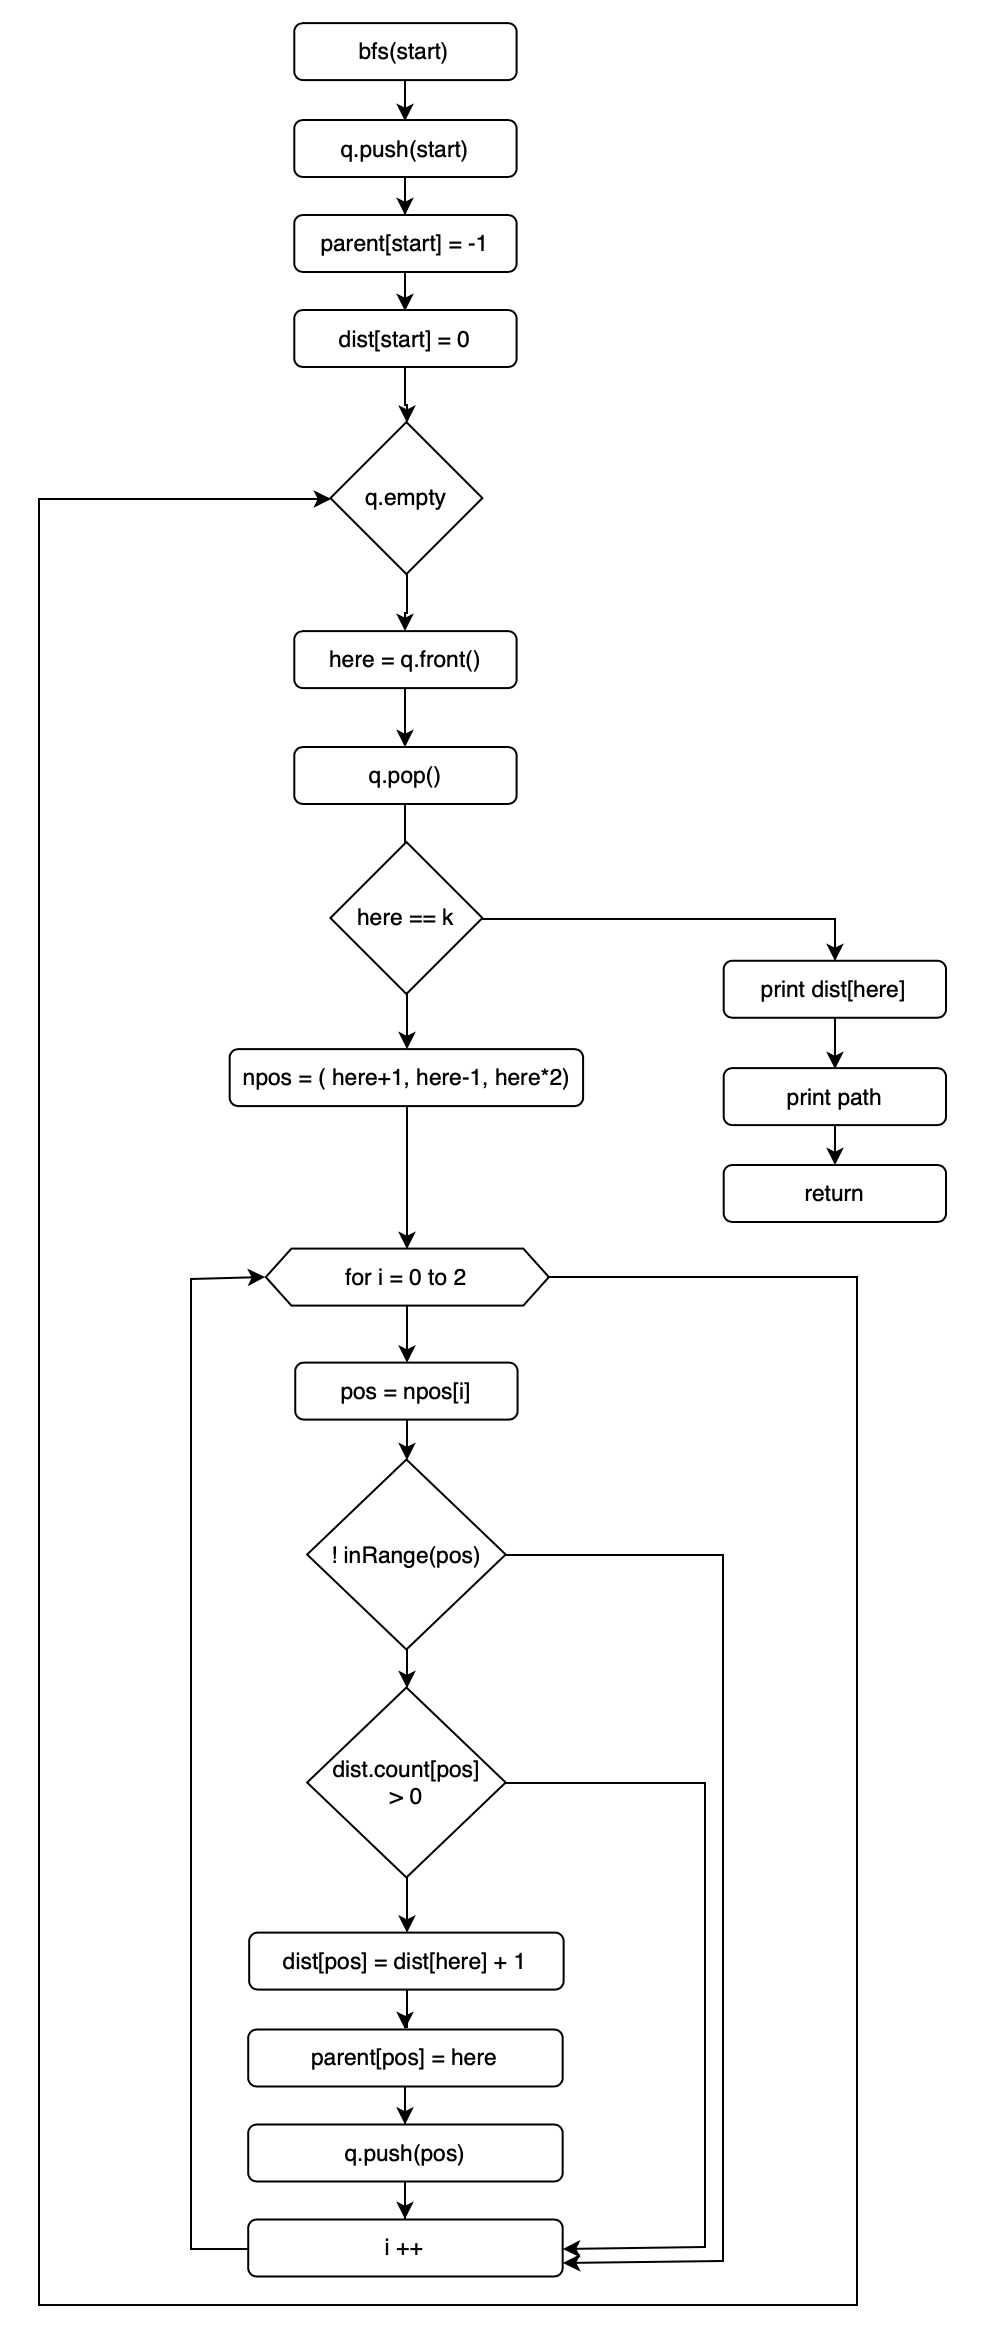 bfs(start)
q.push(start)
parent[start] = -1
dist[start] = 0
q.empty
here = q.front()
q.pop()
here == k
print dist[here]
npos = ( here+1, here-1, here*2)
print path
return
for i = 0 to 2
pos = npos[i]
! inRange(pos)
dist.count[pos]
> 0
dist[pos] = dist[here] + 1
parent[pos] = here
q.push(pos)
i ++